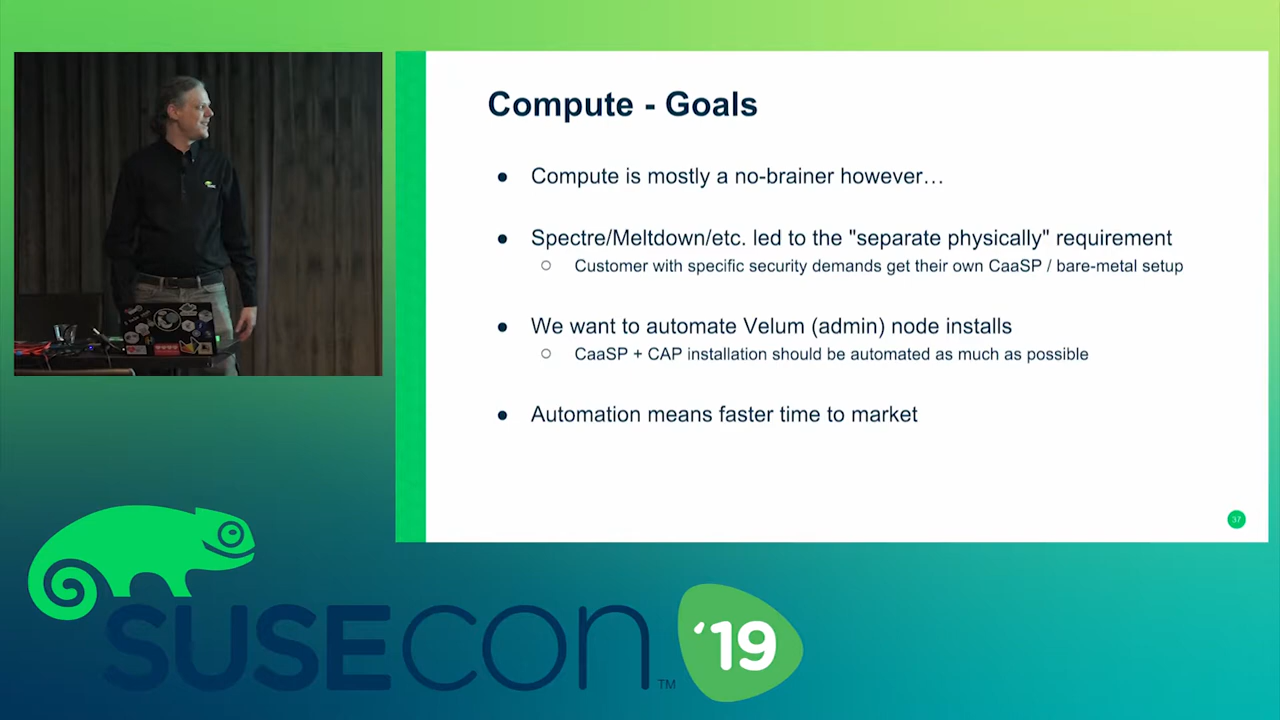 Compute - Goals
● Compute is mostly a no-brainer however…
● Spectre/Meltdown/etc. led to the "separate physically" requirement
○ Customer with specific security demands get their own CaaSP / bare-metal setup
● We want to automate Velum (admin) node installs
○ CaaSP + CAP installation should be automated as much as possible
● Automation means faster time to market
37
SUSECON™
'19